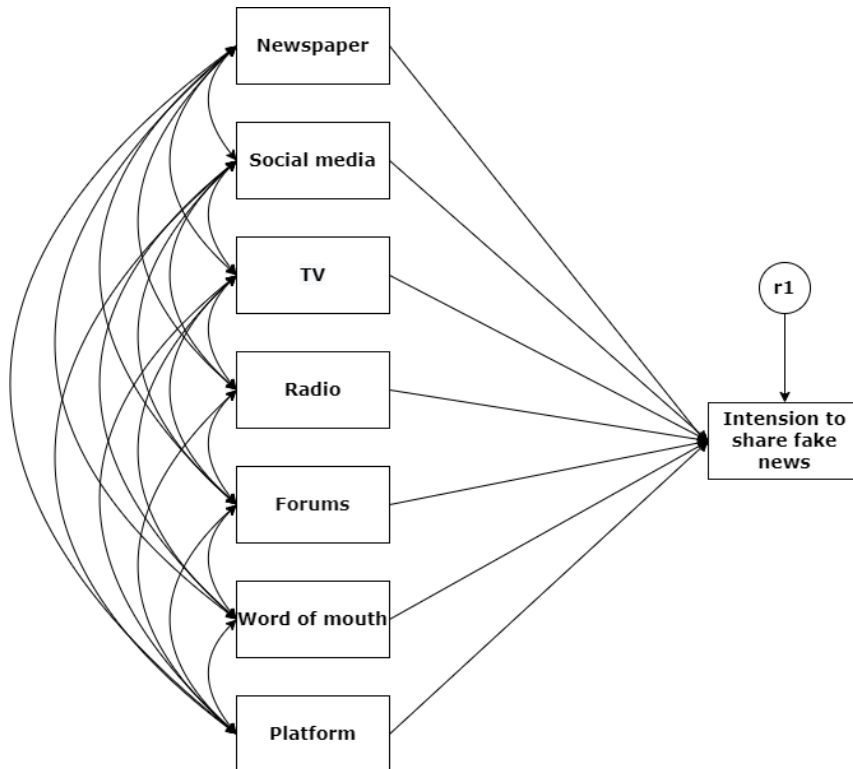 Newspaper
Social media
TV
Radio
Forums
Word of mouth
Platform
r1
Intension to
share fake
news